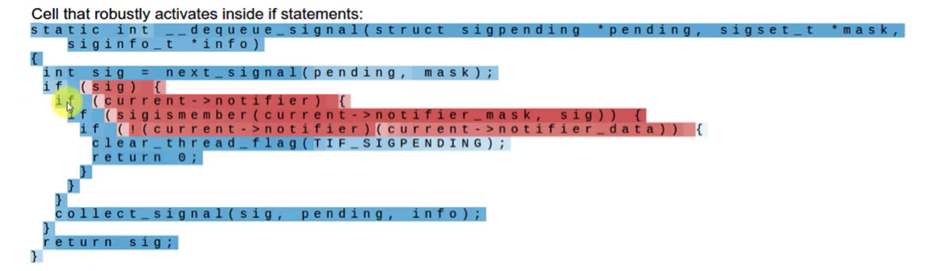 Cell that robustly activates inside if statements:
static int __dequeue_signal(struct sigpending *pending, sigset_t *mask,
siginfo_t *info)
{
int sig = next_signal(pending, mask);
if (sig) {
if (current->notifier) {
if (sigismember(current->notifier_mask, sig)) {
if (!(current->notifier)(current->notifier_data)) {
clear_thread_flag(TIF_SIGPENDING);
return 0;
}
}
}
collect_signal(sig, pending, info);
}
return sig;
}